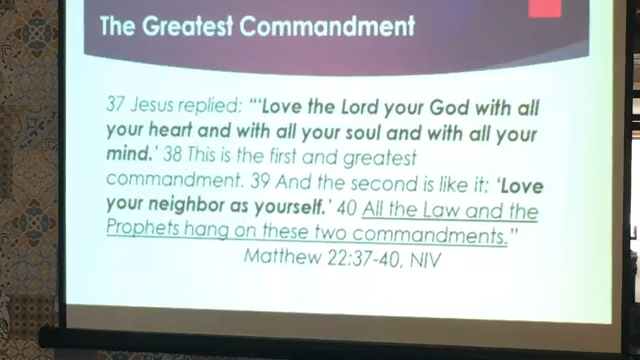 The Greatest Commandment
37 Jesus replied: “‘Love the Lord your God with all
your heart and with all your soul and with all your
mind.’ 38 This is the first and greatest
commandment. 39 And the second is like it: ‘Love
your neighbor as yourself.’ 40 All the Law and the
Prophets hang on these two commandments.”
Matthew 22:37-40, NIV